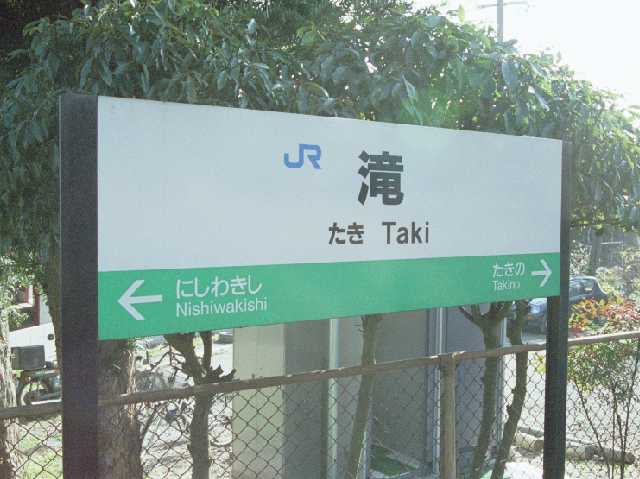 JR 滝
たき Taki
にしわきし
Nishiwakishi
たきの
Takino